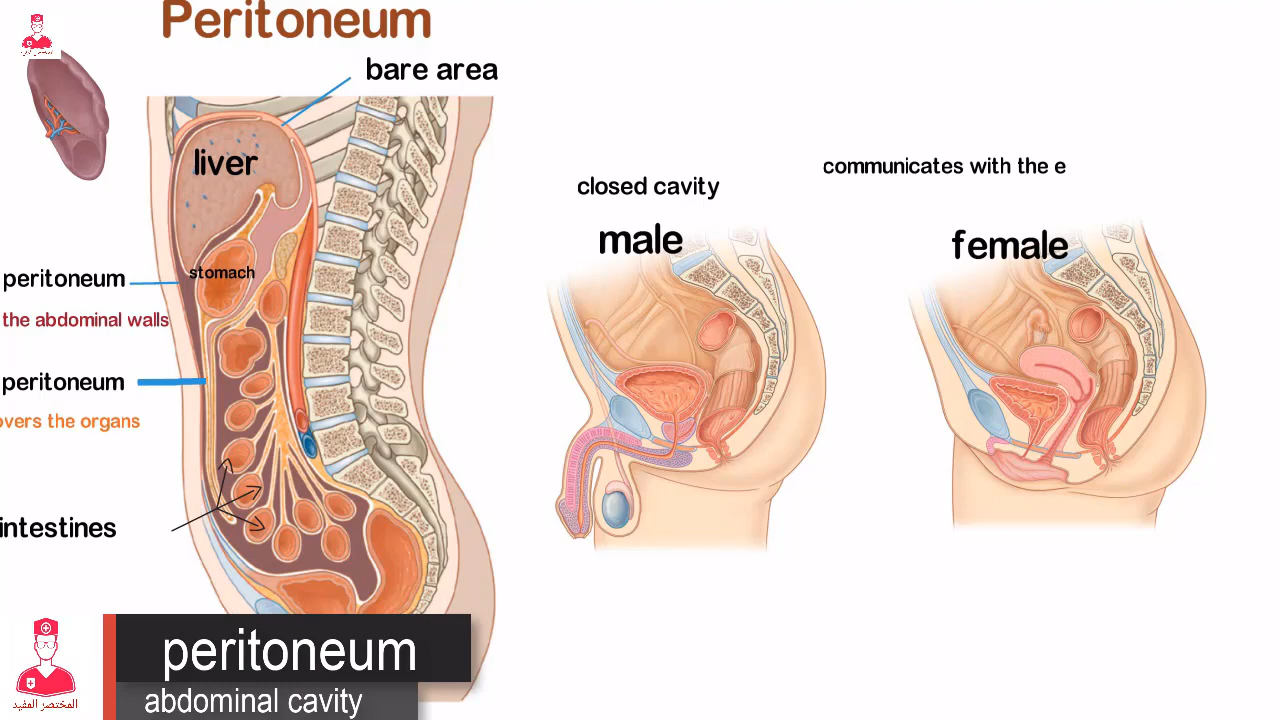 Peritoneum
bare area
liver
stomach
peritoneum
the abdominal walls
peritoneum
overs the organs
intestines
closed cavity
male
communicates with the e
female
peritoneum
abdominal cavity
المختصر المفيد